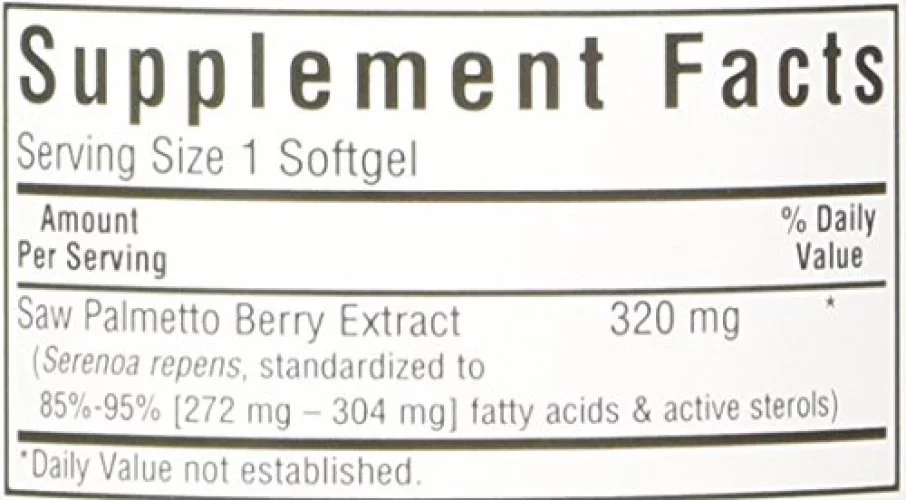 Supplement Facts
Serving Size 1 Softgel
Amount % Daily
Per Serving Value
Saw Palmetto Berry Extract 320 mg *
(Serenoa repens, standardized to
85%-95% [272 mg – 304 mg] fatty acids & active sterols)
*Daily Value not established.